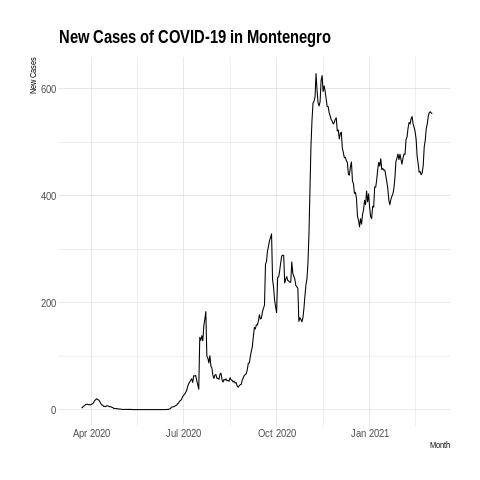 New Cases of COVID-19 in Montenegro
New Cases
600
400
200
0
Apr 2020 Jul 2020 Oct 2020 Jan 2021
Month